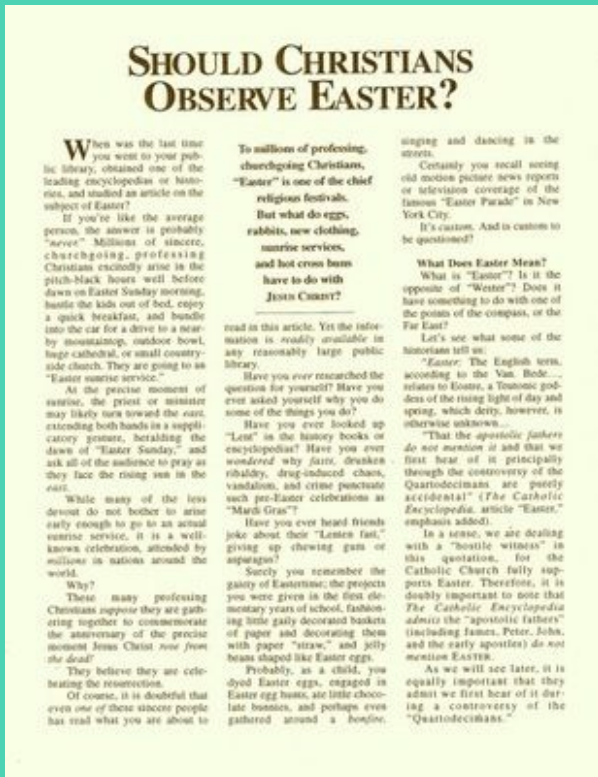 SHOULD CHRISTIANS
OBSERVE EASTER?
When was the last time
you went to your pub-
lic library, obtained one of the
leading encyclopedias or histo-
ries, and studied an article on the
subject of Easter?
If you're like the average
person, the answer is probably
"never." Millions of sincere,
churchgoing, professing
Christians excitedly arise in the
pitch-black hours well before
dawn on Easter Sunday morning,
hustle the kids out of bed, enjoy
a quick breakfast, and bundle
into the car for a drive to a near-
by mountaintop, outdoor bowl,
huge cathedral, or small country-
side church. They are going to an
"Easter sunrise service."
At the precise moment of
sunrise, the priest or minister
may likely turn toward the east,
extending both hands in a suppli-
catory gesture, heralding the
dawn of "Easter Sunday," and
ask all of the audience to pray as
they face the rising sun in the
east.
While many of the less
devout do not bother to arise
early enough to go to an actual
sunrise service, it is a well-
known celebration, attended by
millions in nations around the
world.
Why?
These many professing
Christians suppose they are gath-
ering together to commemorate
the anniversary of the precise
moment Jesus Christ rose from
the dead!
They believe they are cele-
brating the resurrection.
Of course, it is doubtful that
even one of these sincere people
has read what you are about to
To millions of professing,
churchgoing Christians,
"Easter" is one of the chief
religious festivals.
But what do eggs,
rabbits, new clothing,
sunrise services,
and hot cross buns
have to do with
JESUS CHRIST?
read in this article. Yet the infor-
mation is readily available in
any reasonably large public
library.
Have you ever researched the
question for yourself? Have you
ever asked yourself why you do
some of the things you do?
Have you ever looked up
"Lent" in the history books or
encyclopedias? Have you ever
wondered why fasts, drunken
ribaldry, drug-induced chaos,
vandalism, and crime punctuate
such pre-Easter celebrations as
"Mardi Gras"?
Have you ever heard friends
joke about their "Lenten fast,"
giving up chewing gum or
asparagus?
Surely you remember the
gaiety of Eastertime; the projects
you were given in the first ele-
mentary years of school, fashion-
ing little gaily decorated baskets
of paper and decorating them
with paper "straw," and jelly
beans shaped like Easter eggs.
Probably, as a child, you
dyed Easter eggs, engaged in
Easter egg hunts, ate little choco-
late bunnies, and perhaps even
gathered around a bonfire,
singing and dancing in the
streets.
Certainly you recall seeing
old motion picture news reports
or television coverage of the
famous "Easter Parade" in New
York City.
It's custom. And is custom to
be questioned?
What Does Easter Mean?
What is "Easter"? Is it the
opposite of "Wester"? Does it
have something to do with one of
the points of the compass, or the
Far East?
Let's see what some of the
historians tell us:
"Easter: The English term,
according to the Van. Bede...,
relates to Eostre, a Teutonic god-
dess of the rising light of day and
spring, which deity, however, is
otherwise unknown...
"That the apostolic fathers
do not mention it and that we
first hear of it principally
through the controversy of the
Quartodecimans are purely
accidental" (The Catholic
Encyclopedia, article "Easter,"
emphasis added).
In a sense, we are dealing
with a "hostile witness" in
this quotation, for the
Catholic Church fully sup-
ports Easter. Therefore, it is
doubly important to note that
The Catholic Encyclopedia
admits the "apostolic fathers"
(including James, Peter, John,
and the early apostles) do not
mention EASTER.
As we will see later, it is
equally important that they
admit we first hear of it dur-
ing a controversy of the
"Quartodecimans."